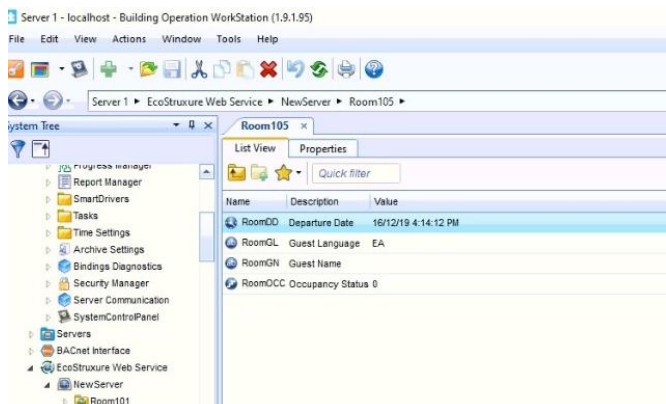 Server 1 - localhost - Building Operation WorkStation (1.9.1.95)
File Edit View Actions Window Tools Help
Server 1 EcoStruxure Web Service NewServer Room105
System Tree
Room105
List View Properties
Quick filter
Name Description Value
RoomDD Departure Date 16/12/19 4:14:12 PM
RoomGL Guest Language EA
RoomGN Guest Name
RoomOCC Occupancy Status 0
Progress Manager
Report Manager
SmartDrivers
Tasks
Time Settings
Archive Settings
Bindings Diagnostics
Security Manager
Server Communication
SystemControlPanel
Servers
BACnet Interface
EcoStruxure Web Service
NewServer
Room101